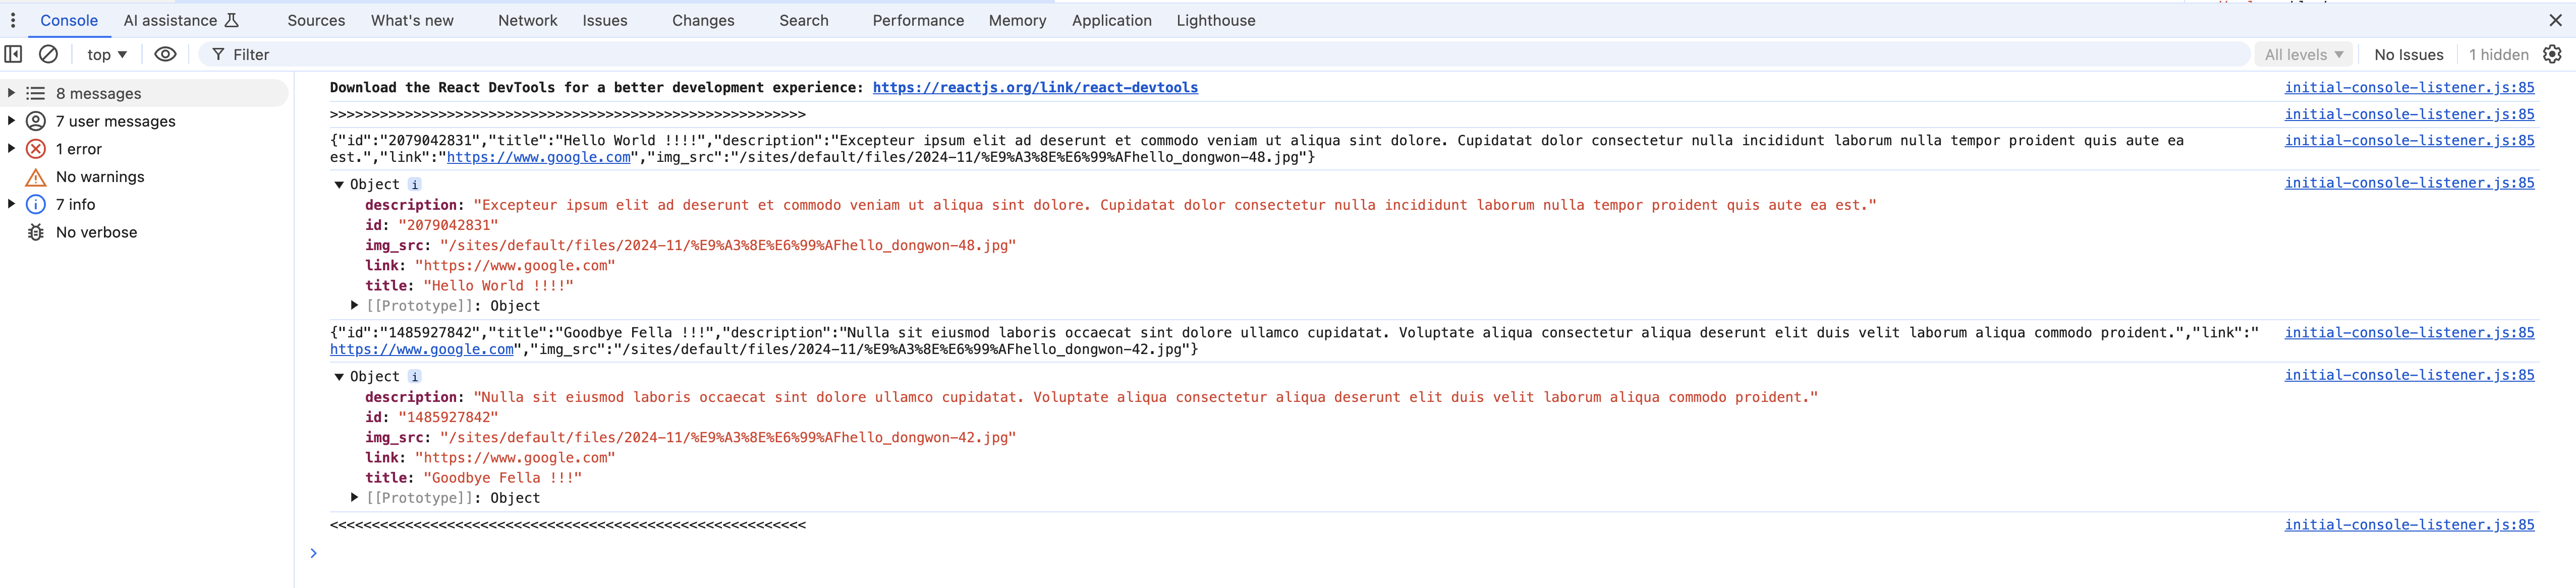 Console AI assistance Sources What's new Network Issues Changes Search Performance Memory Application Lighthouse
top Filter All levels No Issues 1 hidden
8 messages
7 user messages
1 error
No warnings
7 info
No verbose
Download the React DevTools for a better development experience: https://reactjs.org/link/react-devtools initial-console-listener.js:85
>>>>>>>>>>>>>>>>>>>>>>>>>>>>>>>>>>>>>>>>>>>>>>>>>>>>>>>>> initial-console-listener.js:85
{"id":"2079042831","title":"Hello World !!!!","description":"Excepteur ipsum elit ad deserunt et commodo veniam ut aliqua sint dolore. Cupidatat dolor consectetur nulla incididunt laborum nulla tempor proident quis aute ea initial-console-listener.js:85
est.","link":"https://www.google.com","img_src":"/sites/default/files/2024-11/%E9%A3%8E%E6%99%AFhello_dongwon-48.jpg"}
Object i initial-console-listener.js:85
description: "Excepteur ipsum elit ad deserunt et commodo veniam ut aliqua sint dolore. Cupidatat dolor consectetur nulla incididunt laborum nulla tempor proident quis aute ea est."
id: "2079042831"
img_src: "/sites/default/files/2024-11/%E9%A3%8E%E6%99%AFhello_dongwon-48.jpg"
link: "https://www.google.com"
title: "Hello World !!!!"
[[Prototype]]: Object
{"id":"1485927842","title":"Goodbye Fella !!!","description":"Nulla sit eiusmod laboris occaecat sint dolore ullamco cupidatat. Voluptate aliqua consectetur aliqua deserunt elit duis velit laborum aliqua commodo proident.","link":" initial-console-listener.js:85
https://www.google.com","img_src":"/sites/default/files/2024-11/%E9%A3%8E%E6%99%AFhello_dongwon-42.jpg"}
Object i initial-console-listener.js:85
description: "Nulla sit eiusmod laboris occaecat sint dolore ullamco cupidatat. Voluptate aliqua consectetur aliqua deserunt elit duis velit laborum aliqua commodo proident."
id: "1485927842"
img_src: "/sites/default/files/2024-11/%E9%A3%8E%E6%99%AFhello_dongwon-42.jpg"
link: "https://www.google.com"
title: "Goodbye Fella !!!"
[[Prototype]]: Object
<<<<<<<<<<<<<<<<<<<<<<<<<<<<<<<<<<<<<<<<<<<<<<<<<<<<<<<<< initial-console-listener.js:85
>